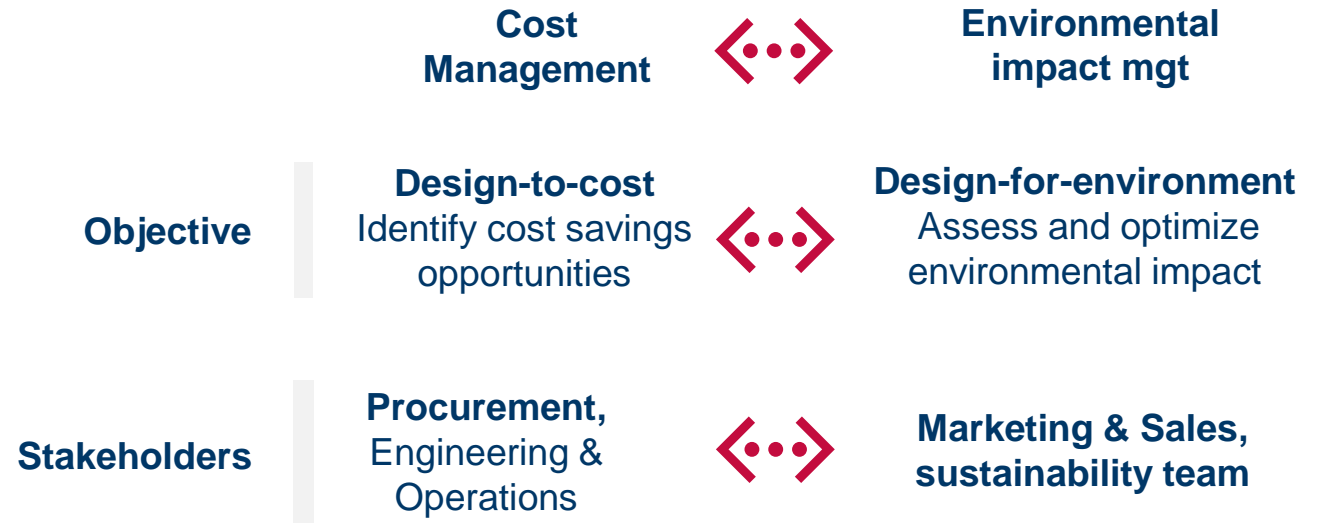 Cost
Management
Environmental
impact mgt
Objective
Design-to-cost
Identify cost savings
opportunities
Design-for-environment
Assess and optimize
environmental impact
Stakeholders
Procurement,
Engineering &
Operations
Marketing & Sales,
sustainability team